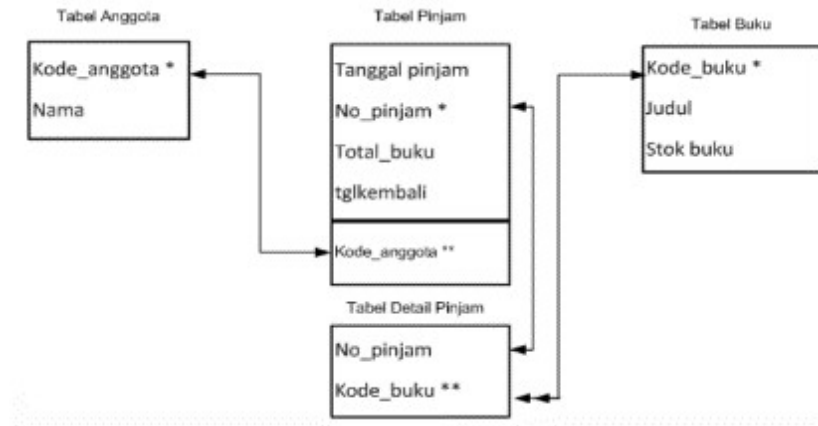 Tabel Anggota
Kode_anggota *
Nama
Tabel Pinjam
Tanggal pinjam
No_pinjam *
Total_buku
tglkembali
Kode_anggota **
Tabel Detail Pinjam
No_pinjam
Kode_buku **
Tabel Buku
Kode_buku *
Judul
Stok buku